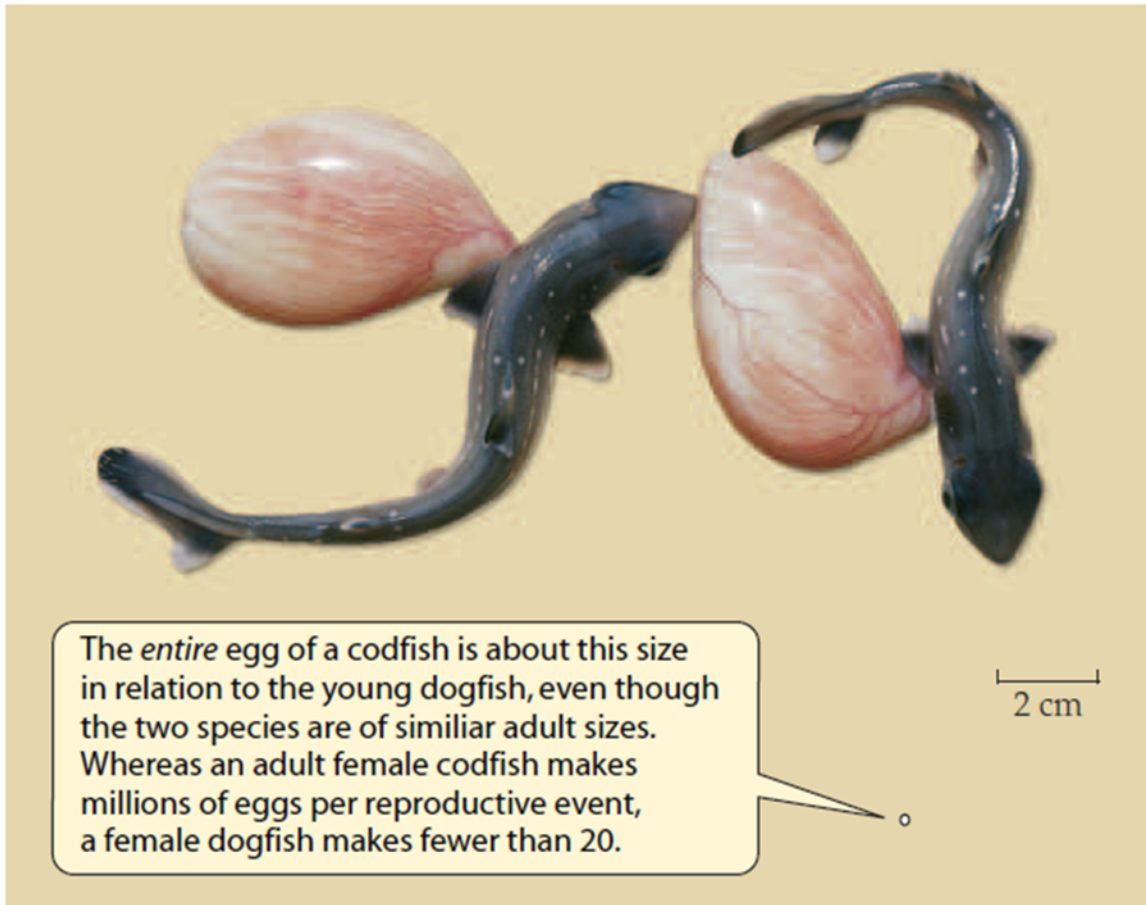 The entire egg of a codfish is about this size
in relation to the young dogfish, even though
the two species are of similiar adult sizes.
Whereas an adult female codfish makes
millions of eggs per reproductive event,
a female dogfish makes fewer than 20.
2 cm